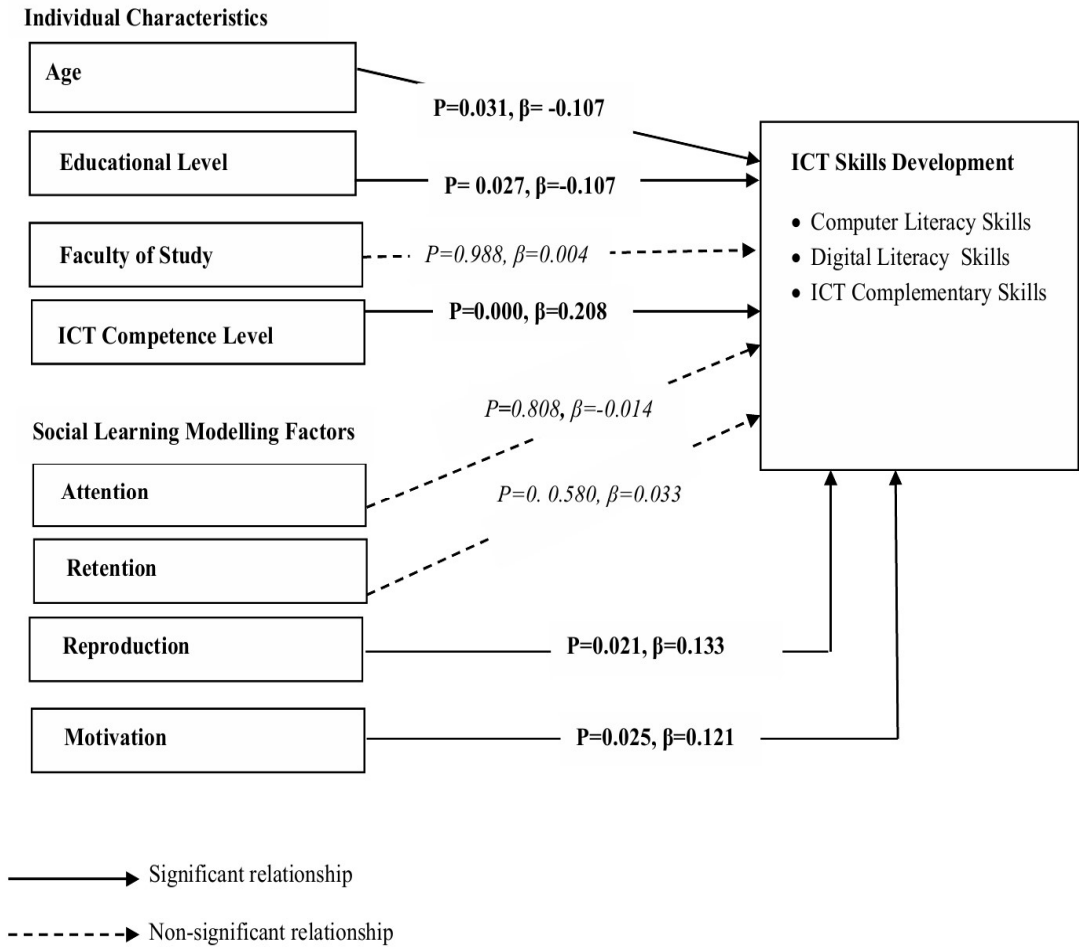 Individual Characteristics
Age
P=0.031, β= -0.107
Educational Level
P= 0.027, β=-0.107
ICT Skills Development
• Computer Literacy Skills
• Digital Literacy Skills
• ICT Complementary Skills
Faculty of Study
P=0.988, β=0.004
ICT Competence Level
P=0.000, β=0.208
P=0.808, β=-0.014
Social Learning Modelling Factors
Attention
P=0. 0.580, β=0.033
Retention
Reproduction
P=0.021, β=0.133
Motivation
P=0.025, β=0.121
Significant relationship
Non-significant relationship